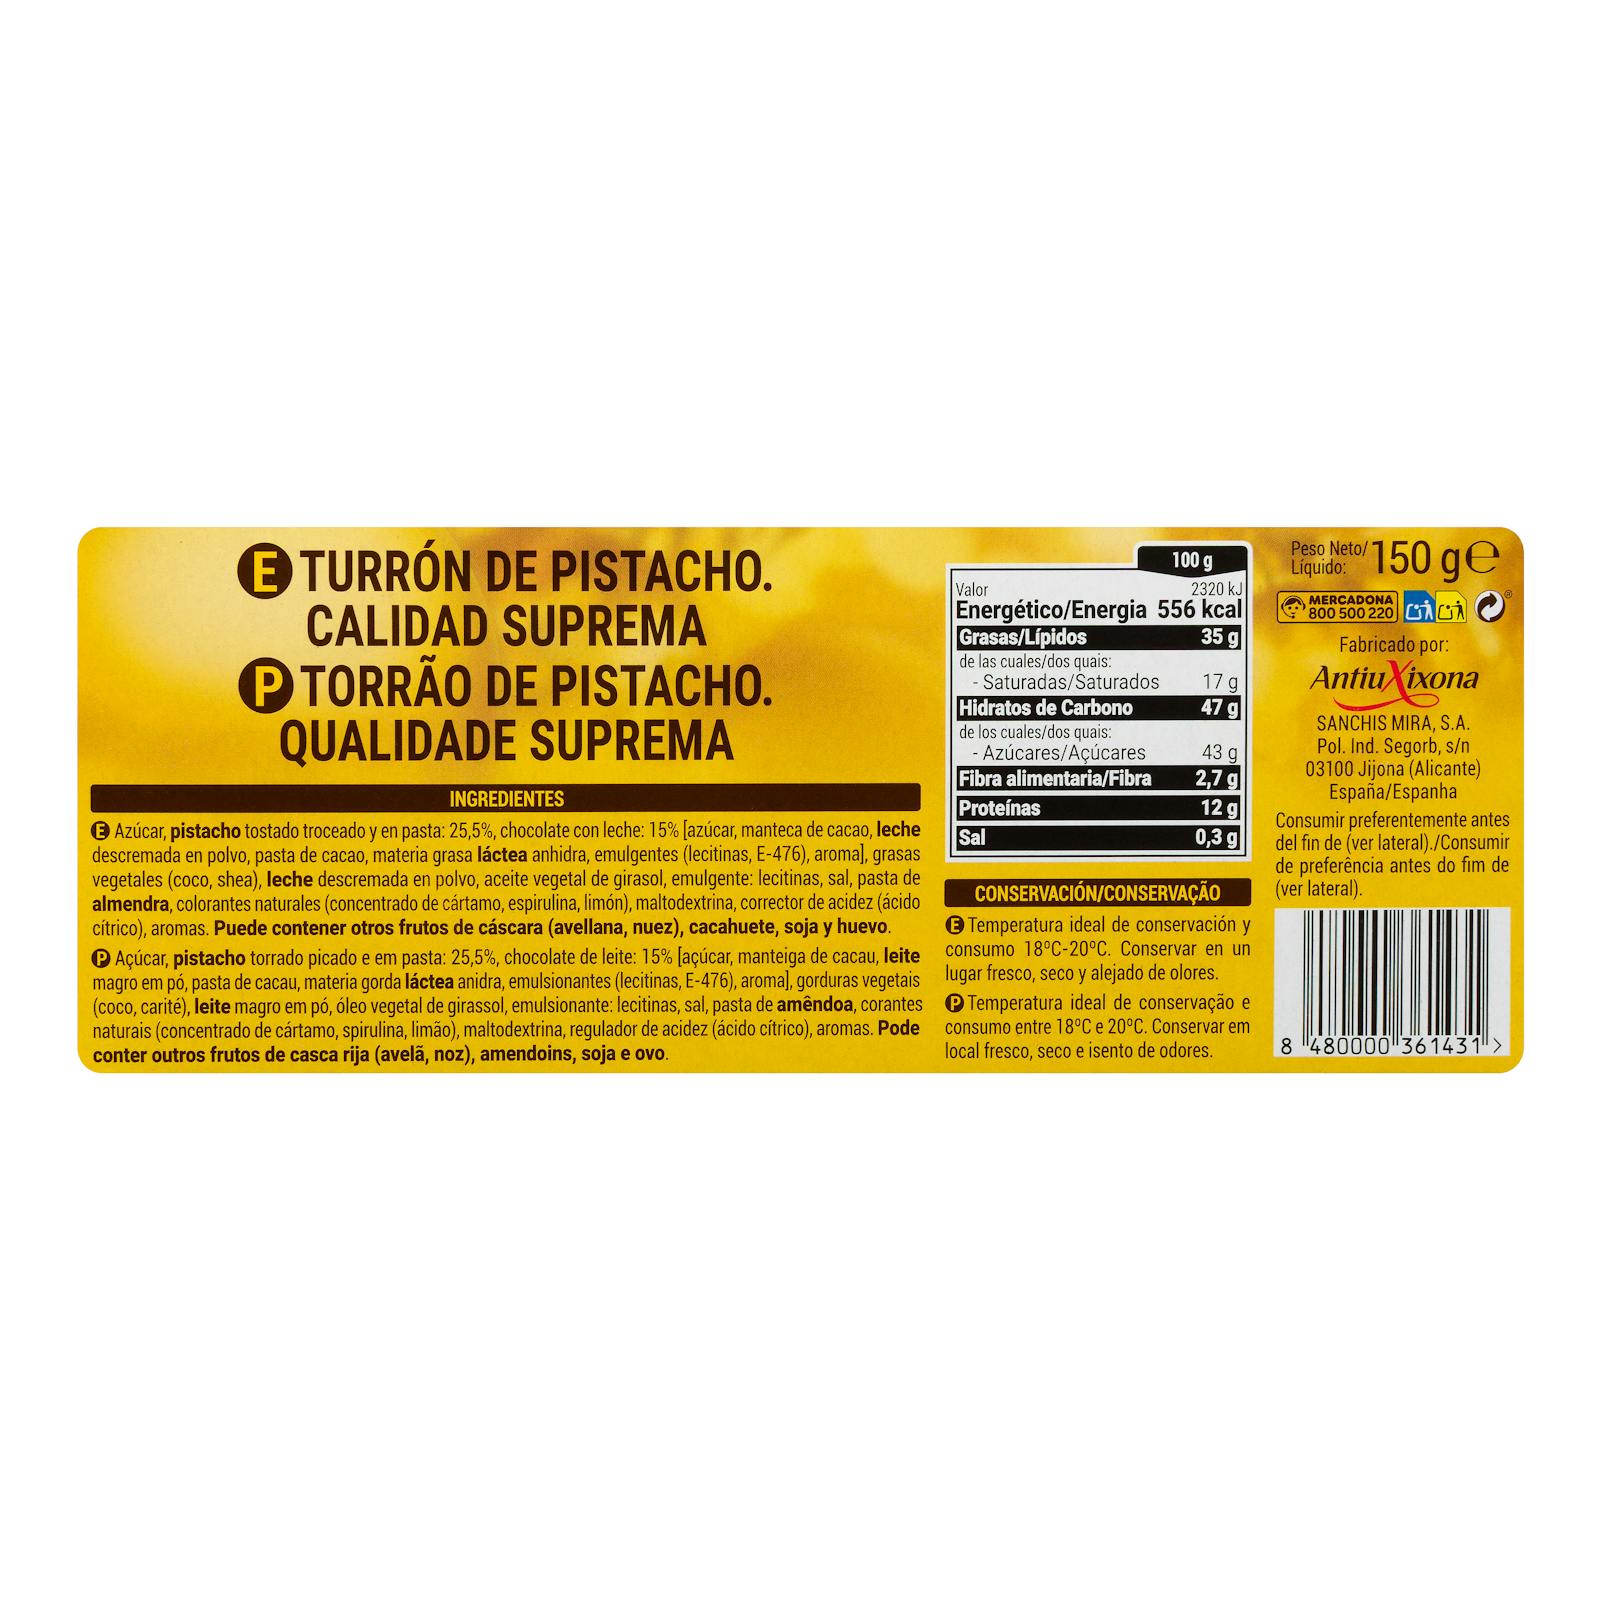 E TURRÓN DE PISTACHO.
CALIDAD SUPREMA
P TORRÃO DE PISTACHO.
QUALIDADE SUPREMA
INGREDIENTES
E Azúcar, pistacho tostado troceado y en pasta: 25,5%, chocolate con leche: 15% [azúcar, manteca de cacao, leche
descremada en polvo, pasta de cacao, materia grasa láctea anhidra, emulgentes (lecitinas, E-476), aroma], grasas
vegetales (coco, shea), leche descremada en polvo, aceite vegetal de girasol, emulgente: lecitinas, sal, pasta de
almendra, colorantes naturales (concentrado de cártamo, espirulina, limón), maltodextrina, corrector de acidez (ácido
cítrico), aromas. Puede contener otros frutos de cáscara (avellana, nuez), cacahuete, soja y huevo.
P Açúcar, pistacho torrado picado e em pasta: 25,5%, chocolate de leite: 15% [açúcar, manteiga de cacau, leite
magro em pó, pasta de cacau, materia gorda láctea anidra, emulsionantes (lecitinas, E-476), aroma], gorduras vegetais
(coco, carité), leite magro em pó, óleo vegetal de girassol, emulsionante: lecitinas, sal, pasta de amêndoa, corantes
naturais (concentrado de cártamo, spirulina, limão), maltodextrina, regulador de acidez (ácido cítrico), aromas. Pode
conter outros frutos de casca rija (avelã, noz), amendoins, soja e ovo.
100 g
Valor 2320 kJ
Energético/Energia 556 kcal
Grasas/Lípidos 35 g
de las cuales/dos quais:
- Saturadas/Saturados 17 g
Hidratos de Carbono 47 g
de los cuales/dos quais:
- Azúcares/Açúcares 43 g
Fibra alimentaria/Fibra 2,7 g
Proteínas 12 g
Sal 0,3 g
CONSERVACIÓN/CONSERVAÇÃO
E Temperatura ideal de conservación y
consumo 18ºC-20ºC. Conservar en un
lugar fresco, seco y alejado de olores.
P Temperatura ideal de conservação e
consumo entre 18ºC e 20ºC. Conservar em
local fresco, seco e isento de odores.
Peso Neto/
Líquido: 150 g e
MERCADONA
800 500 220
Fabricado por:
AntiuXixona
SANCHIS MIRA, S.A.
Pol. Ind. Segorb, s/n
03100 Jijona (Alicante)
España/Espanha
Consumir preferentemente antes
del fin de (ver lateral)./Consumir
de preferência antes do fim de
(ver lateral).
8 480000 361431 >